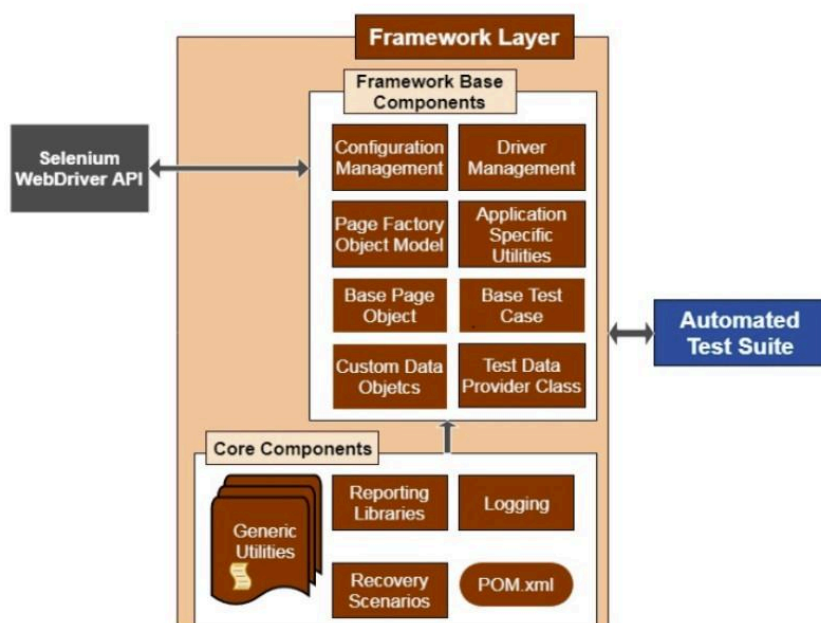 Framework Layer
Framework Base
Components
Selenium
WebDriver API
Configuration
Management
Driver
Management
Page Factory
Object Model
Application
Specific
Utilities
Base Page
Object
Base Test
Case
Automated
Test Suite
Custom Data
Objetcs
Test Data
Provider Class
Core Components
Generic
Utilities
Reporting
Libraries
Logging
Recovery
Scenarios
POM.xml